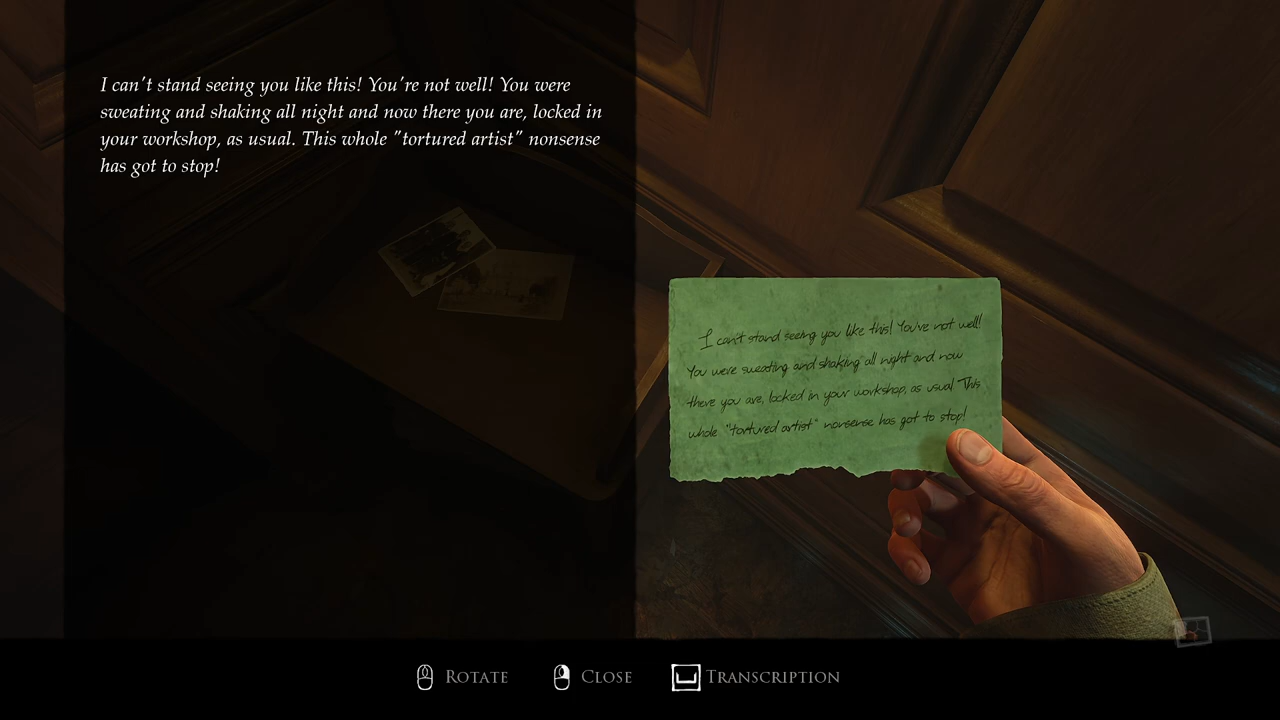 I can't stand seeing you like this! You're not well! You were
sweating and shaking all night and now there you are, locked in
your workshop, as usual. This whole "tortured artist" nonsense
has got to stop!
I can't stand seeing you like this! You're not well!
You were sweating and shaking all night and now
there you are, locked in your workshop, as usual. This
whole "tortured artist" nonsense has got to stop!
ROTATE
CLOSE
TRANSCRIPTION